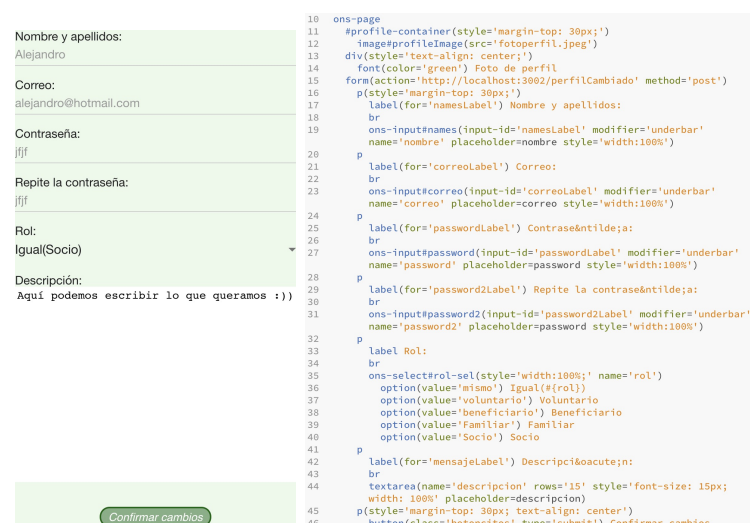 Nombre y apellidos:
Alejandro
Correo:
alejandro@hotmail.com
Contraseña:
jfjf
Repite la contraseña:
jfjf
Rol:
Igual(Socio)
Descripción:
Aquí podemos escribir lo que queramos :))
Confirmar cambios
10 ons-page
11 #profile-container(style='margin-top: 30px;')
12 image#profileImage(src='fotoperfil.jpeg')
13 div(style='text-align: center;')
14 font(color='green') Foto de perfil
15 form(action='http://localhost:3002/perfilCambiado' method='post')
16 p(style='margin-top: 30px;')
17 label(for='namesLabel') Nombre y apellidos:
18 br
19 ons-input#names(input-id='namesLabel' modifier='underbar'
name='nombre' placeholder=nombre style='width:100%')
20 p
21 label(for='correoLabel') Correo:
22 br
23 ons-input#correo(input-id='correoLabel' modifier='underbar'
name='correo' placeholder=correo style='width:100%')
24 p
25 label(for='passwordLabel') Contrase&ntilde;a:
26 br
27 ons-input#password(input-id='passwordLabel' modifier='underbar'
name='password' placeholder=password style='width:100%')
28 p
29 label(for='password2Label') Repite la contrase&ntilde;a:
30 br
31 ons-input#password2(input-id='password2Label' modifier='underbar'
name='password2' placeholder=password style='width:100%')
32 p
33 label Rol:
34 br
35 ons-select#rol-sel(style='width:100%;' name='rol')
36 option(value='mismo') Igual(#{rol})
37 option(value='voluntario') Voluntario
38 option(value='beneficiario') Beneficiario
39 option(value='Familiar') Familiar
40 option(value='Socio') Socio
41 p
42 label(for='mensajeLabel') Descripci&oacute;n:
43 br
44 textarea(name='descripcion' rows='15' style='font-size: 15px;
width: 100%' placeholder=descripcion)
45 p(style='margin-top: 30px; text-align: center')
46 button(class='botoncitos' type='submit') Confirmar cambios